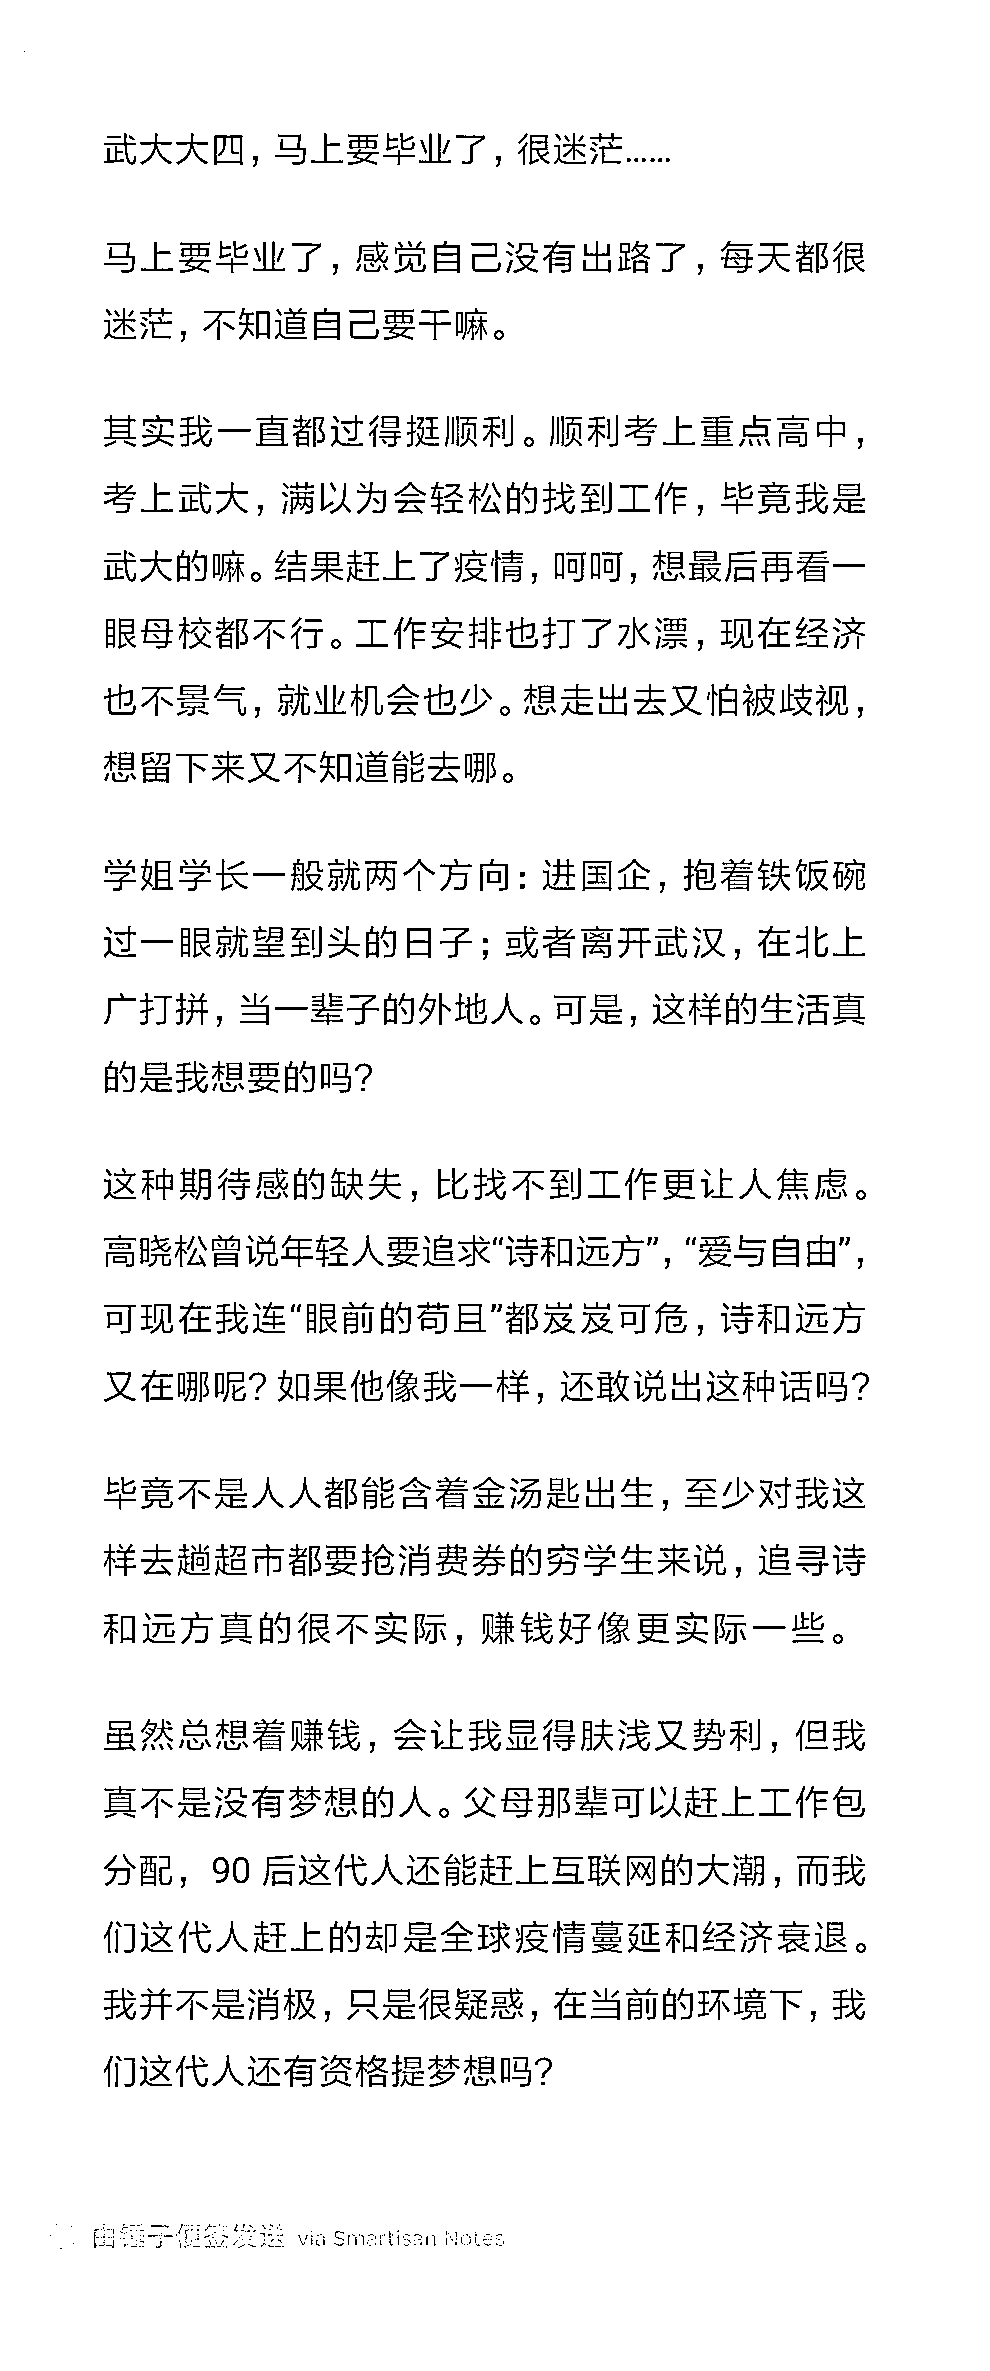 武大大四，马上要毕业了，很迷茫……
马上要毕业了，感觉自己没有出路了，每天都很
迷茫，不知道自己要干嘛。
其实我一直都过得挺顺利。顺利考上重点高中，
考上武大，满以为会轻松的找到工作，毕竟我是
武大的嘛。结果赶上了疫情，呵呵，想最后再看一
眼母校都不行。工作安排也打了水漂，现在经济
也不景气，就业机会也少。想走出去又怕被歧视，
想留下来又不知道能去哪。
学姐学长一般就两个方向：进国企，抱着铁饭碗
过一眼就望到头的日子；或者离开武汉，在北上
广打拼，当一辈子的外地人。可是，这样的生活真
的是我想要的吗？
这种期待感的缺失，比找不到工作更让人焦虑。
高晓松曾说年轻人要追求“诗和远方”，“爱与自由”，
可现在我连“眼前的苟且”都岌岌可危，诗和远方
又在哪呢？如果他像我一样，还敢说出这种话吗？
毕竟不是人人都能含着金汤匙出生，至少对我这
样去趟超市都要抢消费券的穷学生来说，追寻诗
和远方真的很不实际，赚钱好像更实际一些。
虽然总想着赚钱，会让我显得肤浅又势利，但我
真不是没有梦想的人。父母那辈可以赶上工作包
分配，90 后这代人还能赶上互联网的大潮，而我
们这代人赶上的却是全球疫情蔓延和经济衰退。
我并不是消极，只是很疑惑，在当前的环境下，我
们这代人还有资格提梦想吗？
由锤子便签发送 via Smartisan Notes